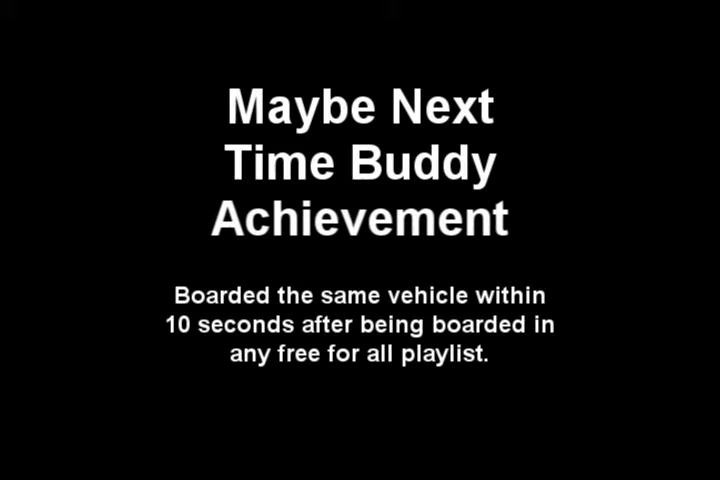 Maybe Next
Time Buddy
Achievement
Boarded the same vehicle within
10 seconds after being boarded in
any free for all playlist.